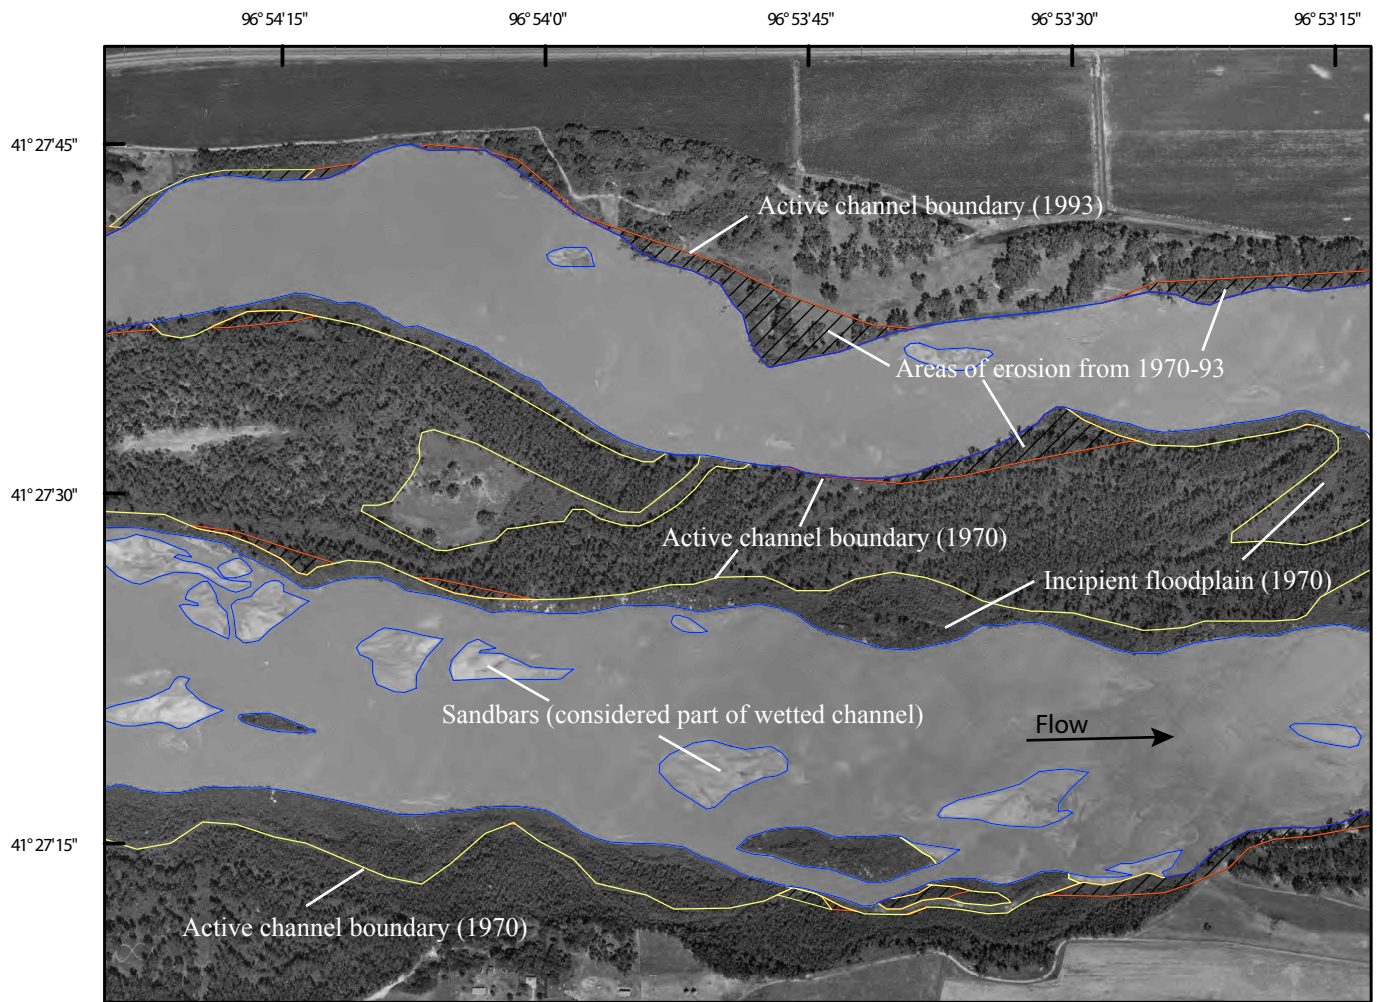 96°54'15"
96°54'0"
96°53'45"
96°53'30"
96°53'15"
41°27'45"
Active channel boundary (1993)
Areas of erosion from 1970-93
41°27'30"
Active channel boundary (1970)
Incipient floodplain (1970)
Sandbars (considered part of wetted channel)
Flow
41°27'15"
Active channel boundary (1970)